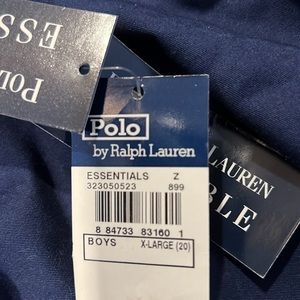 POL
ESS
Polo
by Ralph Lauren
ESSENTIALS Z
323050523 899
8 84733 83160 1
BOYS X-LARGE (20)
LAUREN
BLE